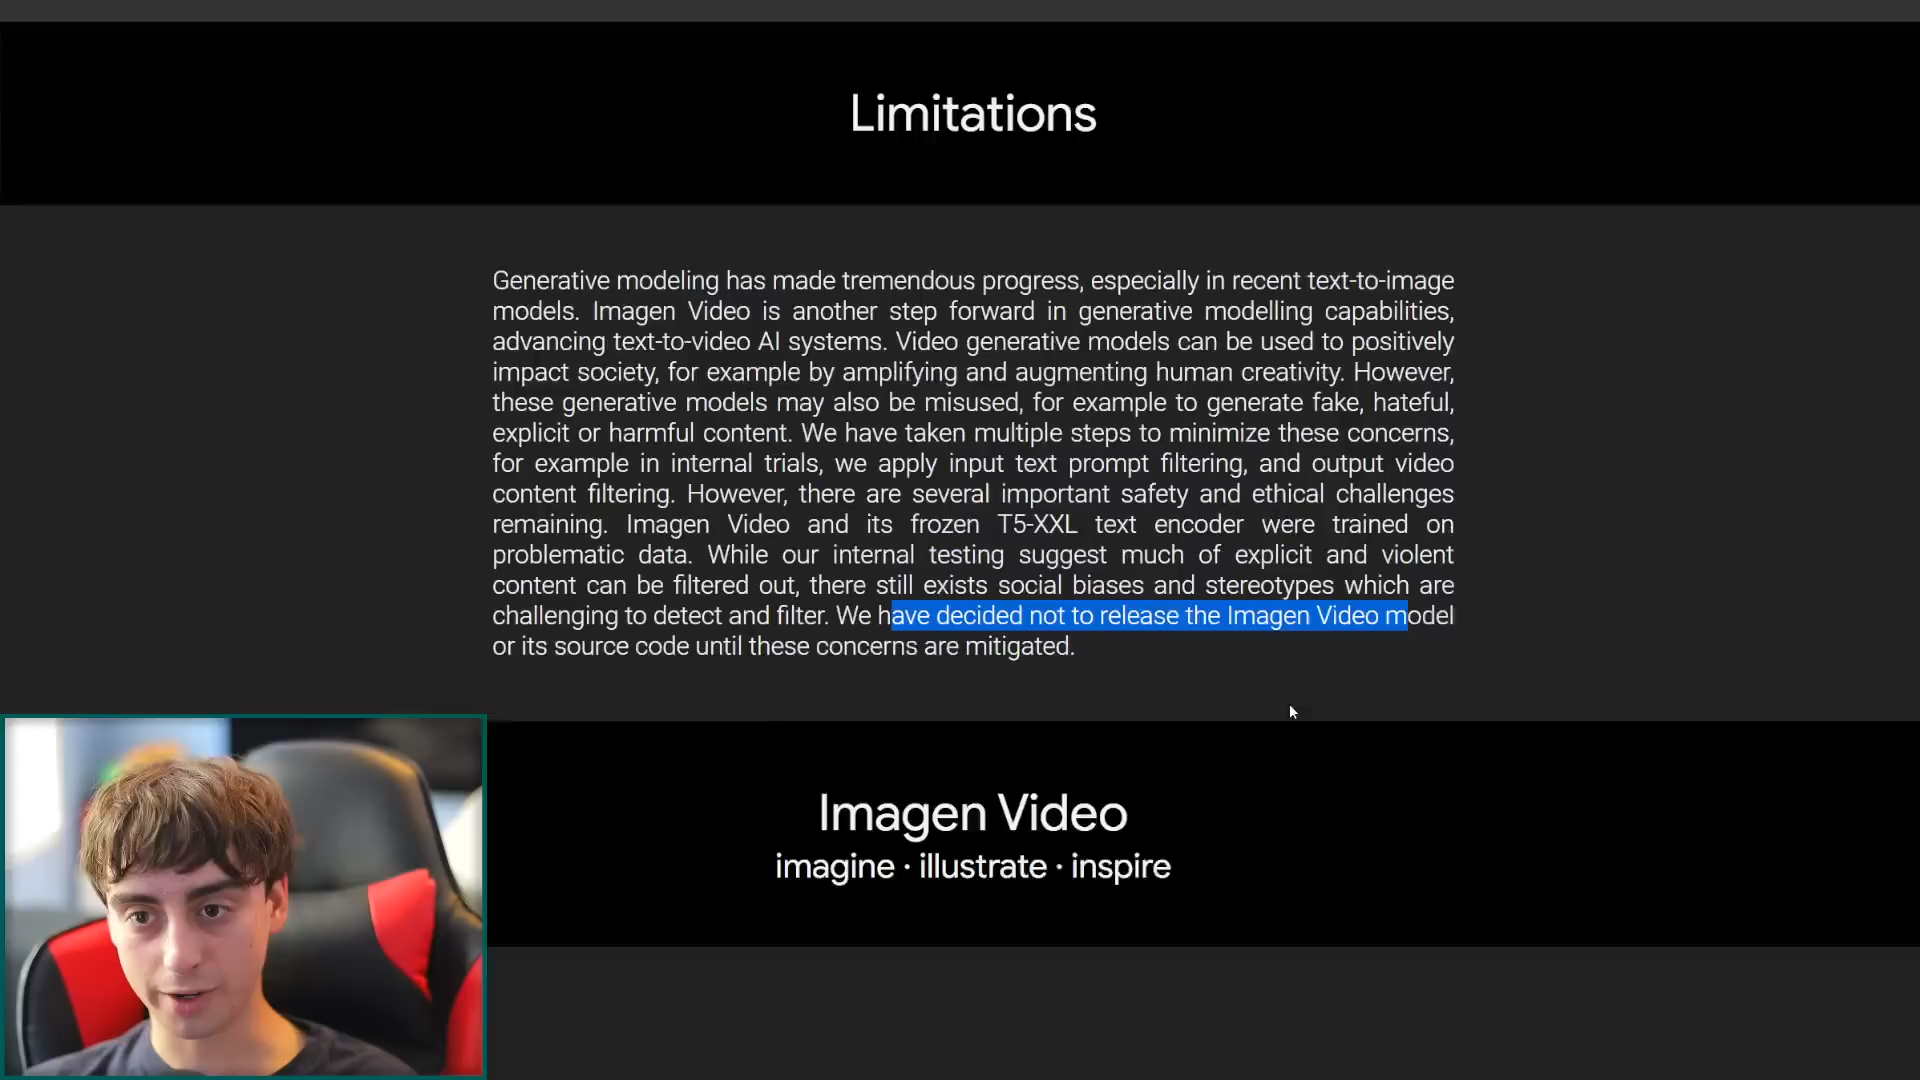 Limitations
Generative modeling has made tremendous progress, especially in recent text-to-image
models. Imagen Video is another step forward in generative modelling capabilities,
advancing text-to-video AI systems. Video generative models can be used to positively
impact society, for example by amplifying and augmenting human creativity. However,
these generative models may also be misused, for example to generate fake, hateful,
explicit or harmful content. We have taken multiple steps to minimize these concerns,
for example in internal trials, we apply input text prompt filtering, and output video
content filtering. However, there are several important safety and ethical challenges
remaining. Imagen Video and its frozen T5-XXL text encoder were trained on
problematic data. While our internal testing suggest much of explicit and violent
content can be filtered out, there still exists social biases and stereotypes which are
challenging to detect and filter. We have decided not to release the Imagen Video model
or its source code until these concerns are mitigated.
Imagen Video
imagine · illustrate · inspire